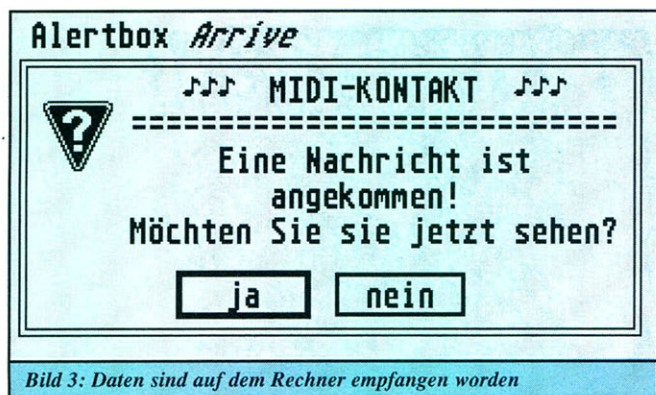 Alertbox Arrive
♪♪♪ MIDI-KONTAKT ♪♪♪
==============================
Eine Nachricht ist
angekommen!
Möchten Sie sie jetzt sehen?
ja nein
Bild 3: Daten sind auf dem Rechner empfangen worden